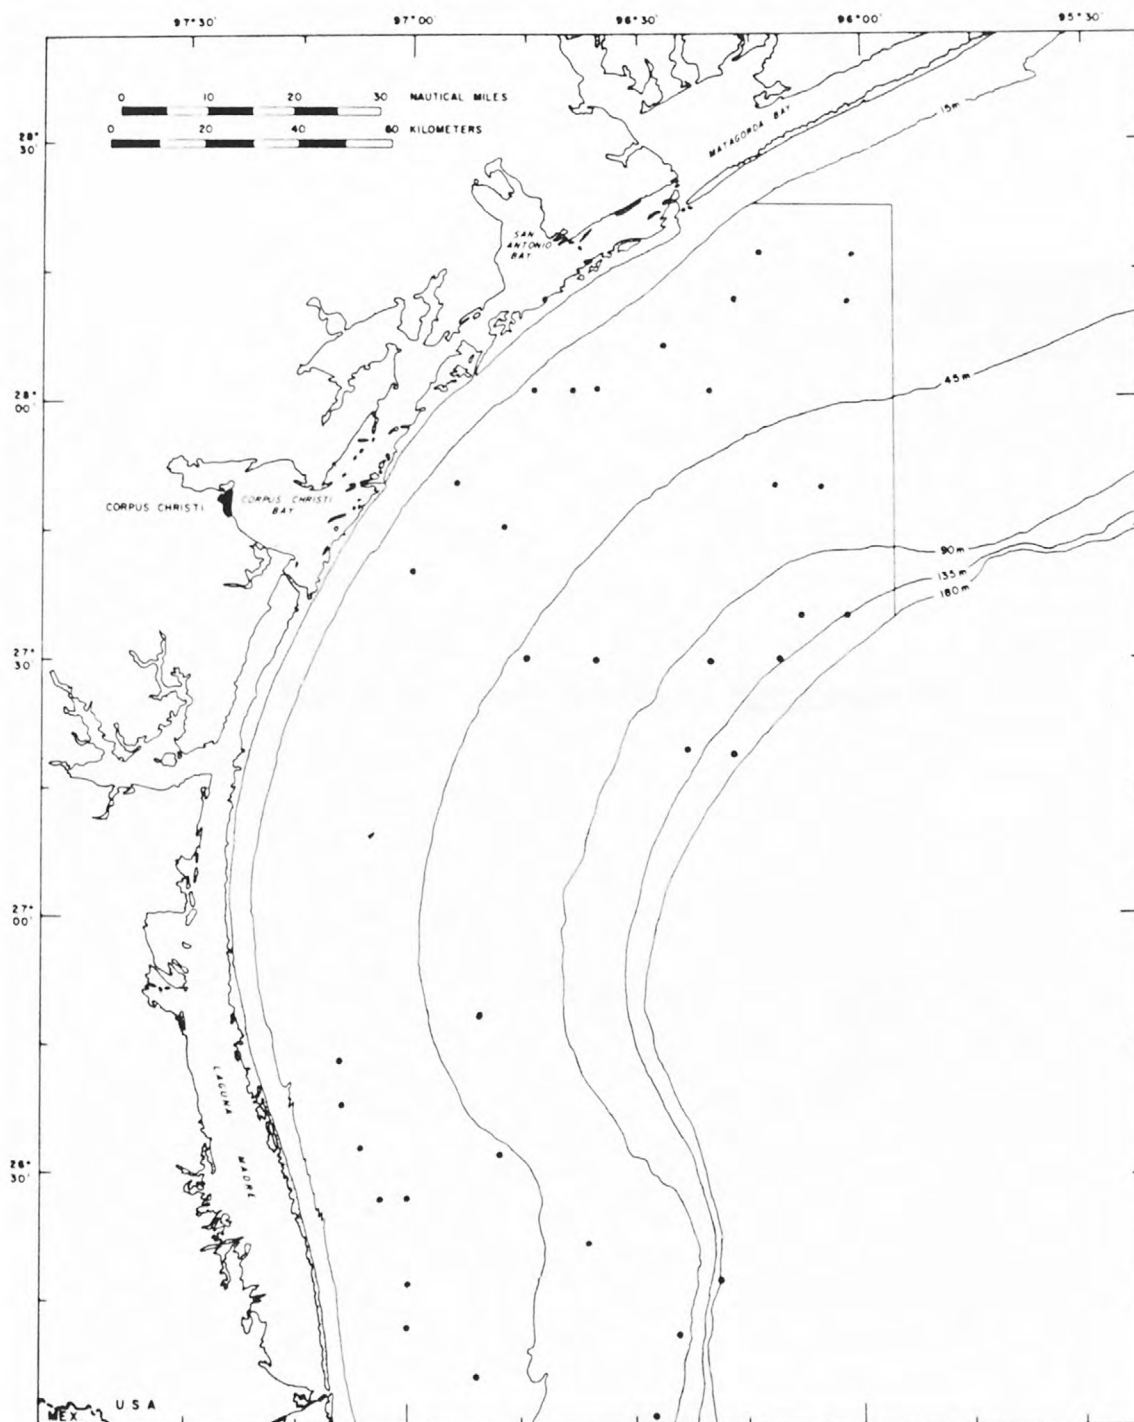 97°30' 97°00' 96°30' 96°00' 95°30'
0 10 20 30 NAUTICAL MILES
0 20 40 60 KILOMETERS
28°
30'
MATAGORDA BAY
15m
SAN
ANTONIO
BAY
45m
28°
00'
CORPUS CHRISTI
CORPUS CHRISTI
BAY
90m
135m
180m
27°
30'
27°
00'
LAGUNA
MADRE
26°
30'
USA
MEX